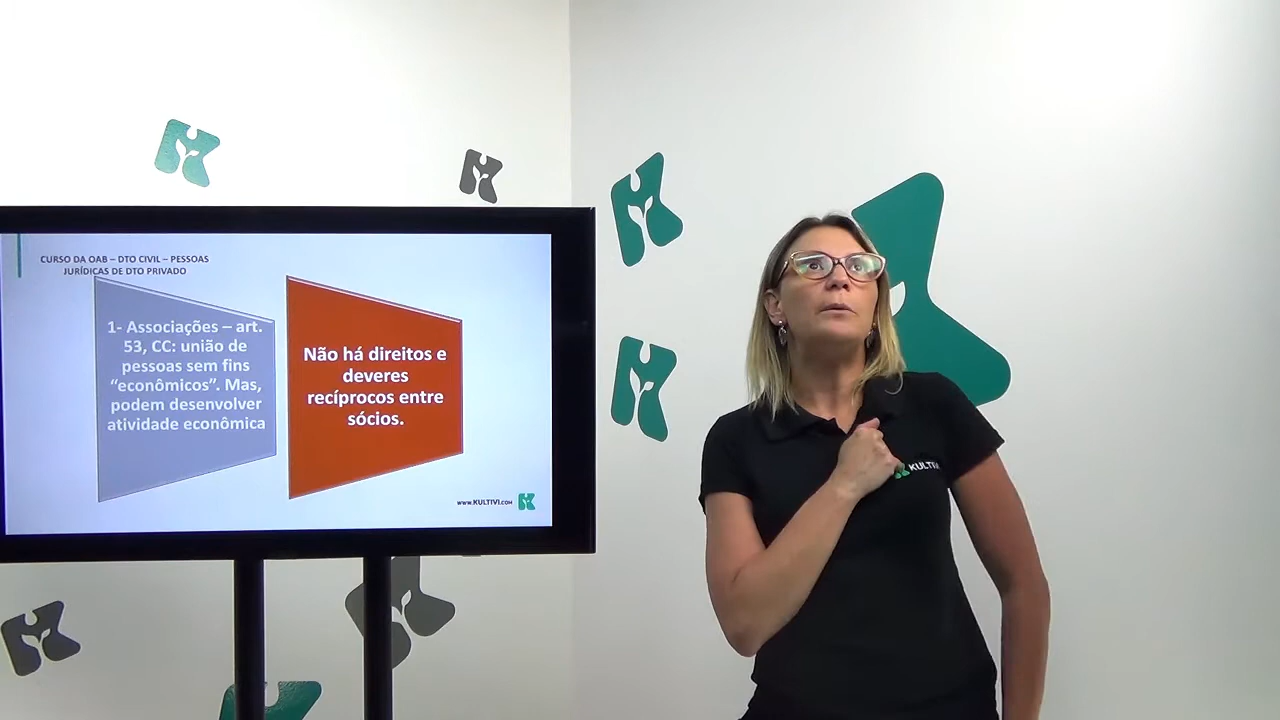 CURSO DA OAB – DTO CIVIL – PESSOAS
JURÍDICAS DE DTO PRIVADO
1- Associações – art.
53, CC: união de
pessoas sem fins
“econômicos”. Mas,
podem desenvolver
atividade econômica
Não há direitos e
deveres
recíprocos entre
sócios.
www.KULTIVI.com
KULTIVI